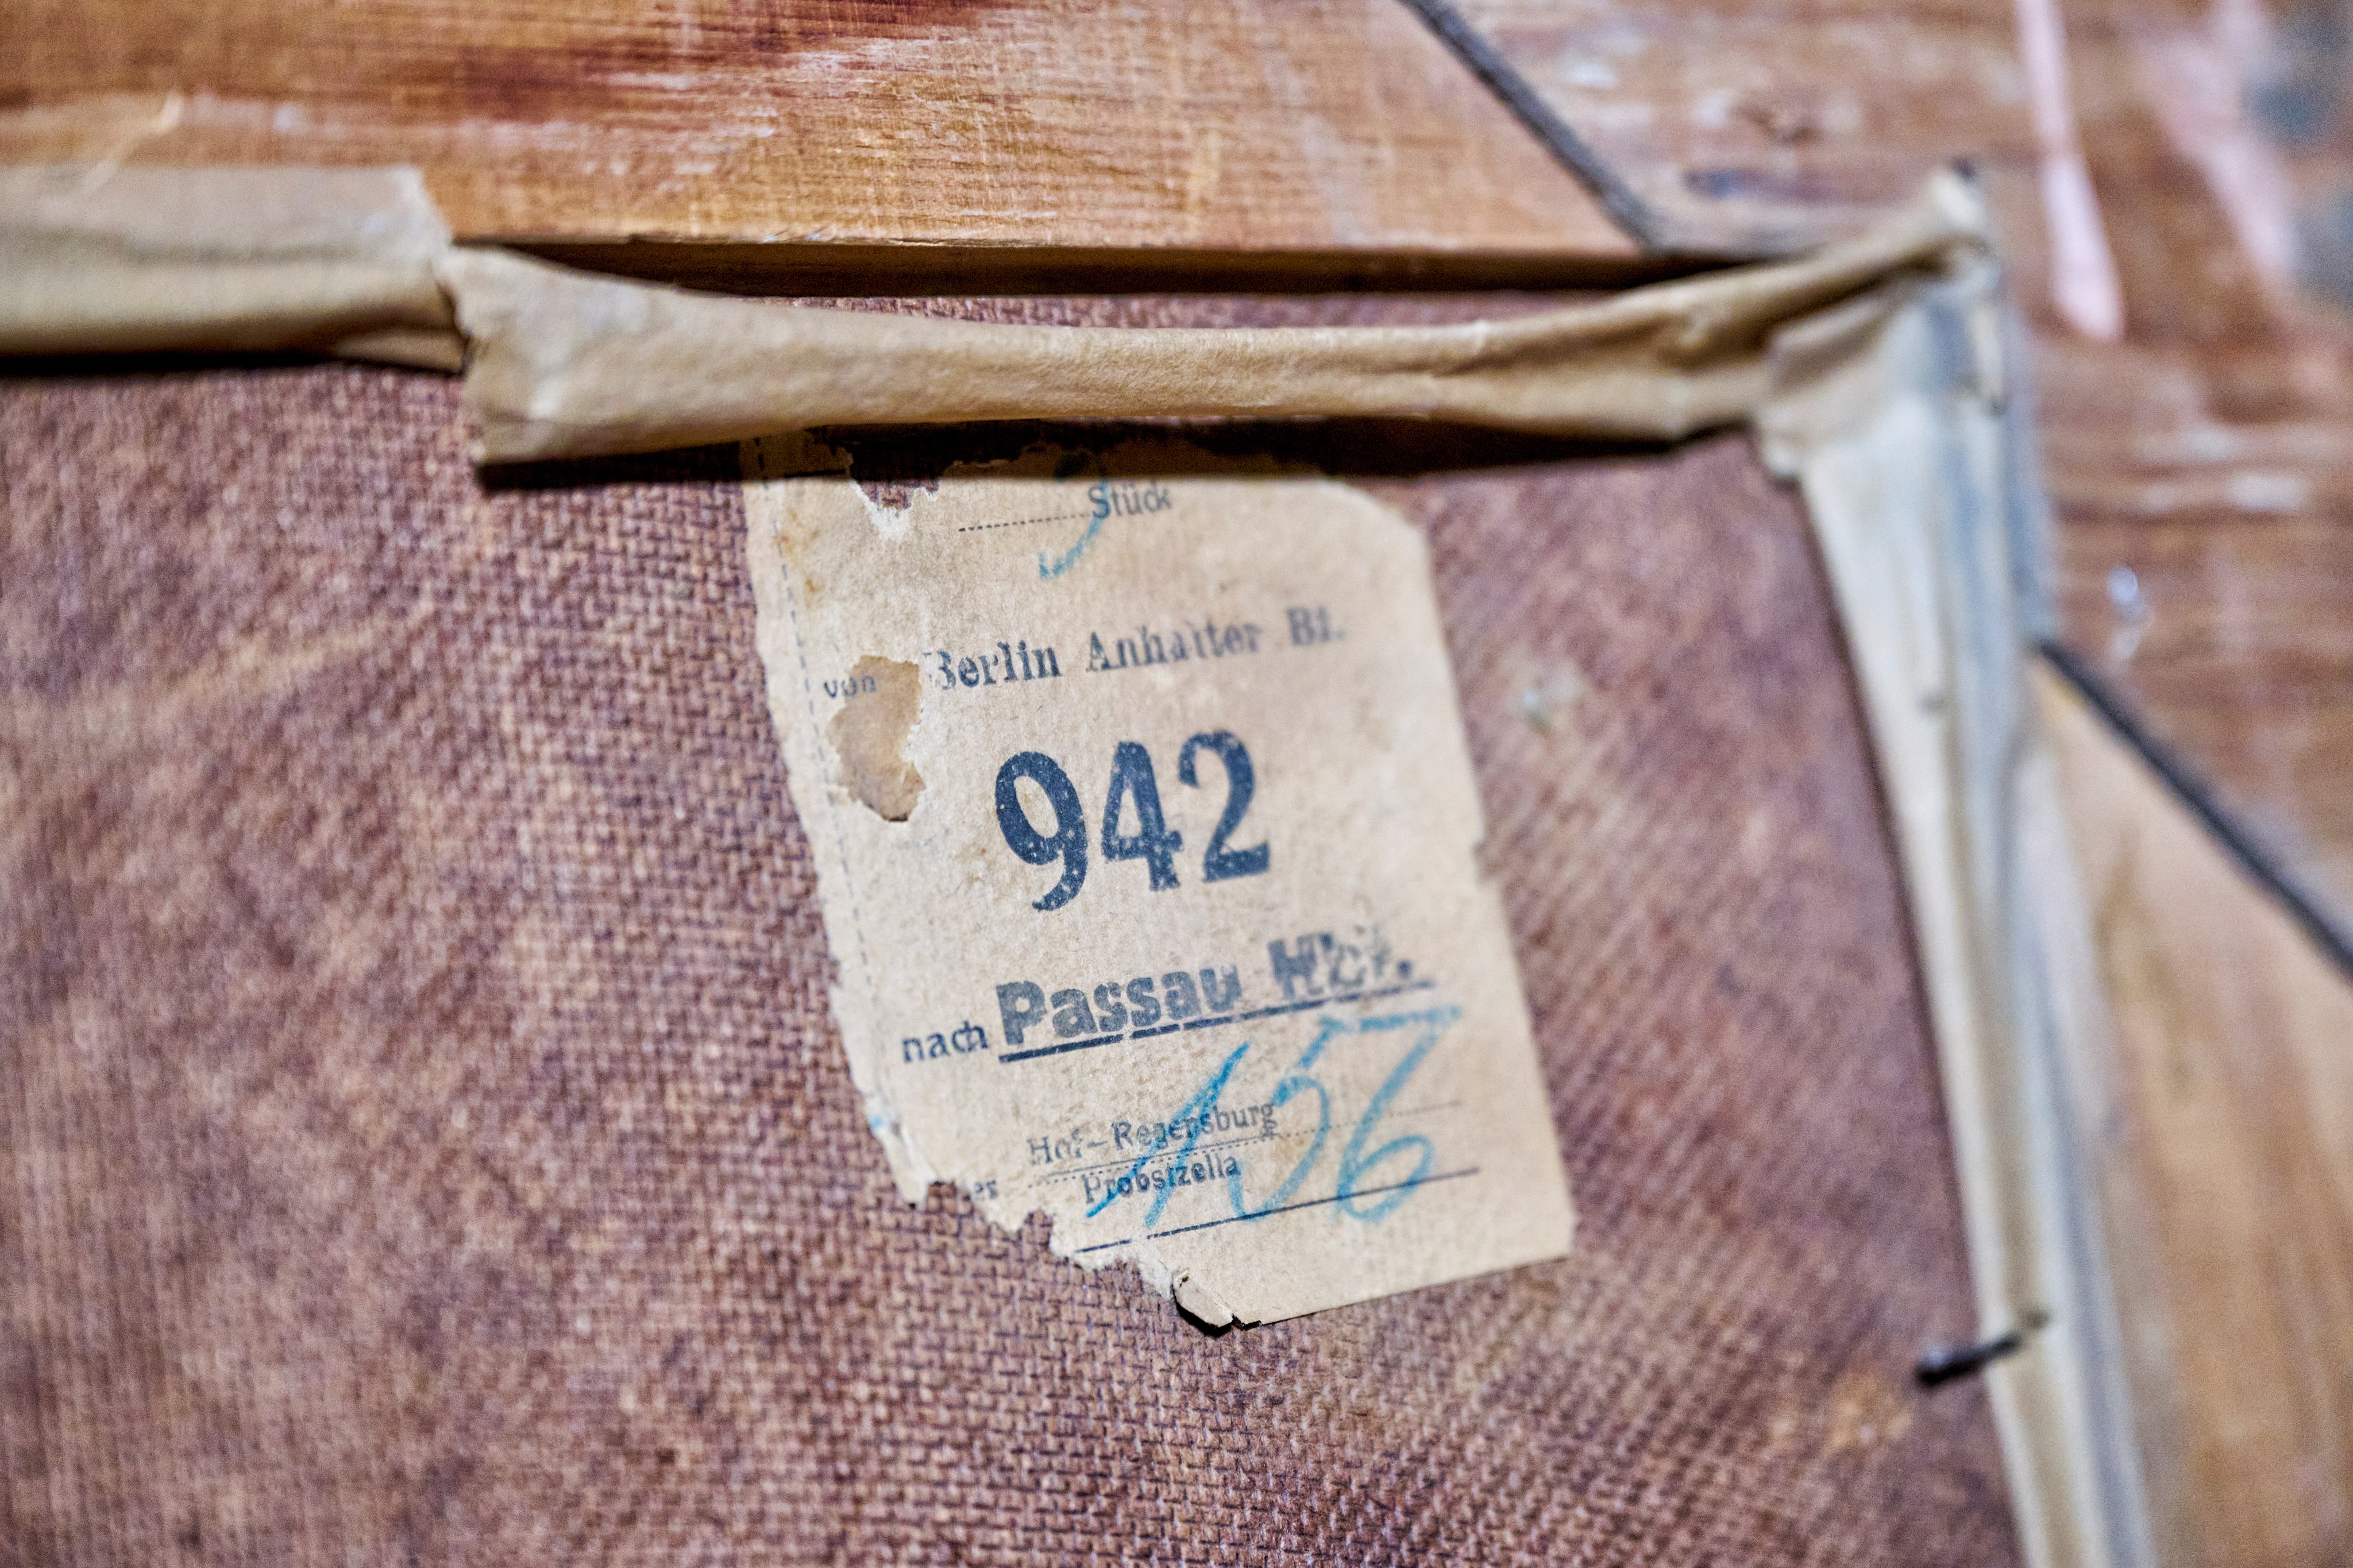 Stück
von Berlin Anhalter Bf.
942
nach Passau Hbf.
Hof-Regensburg
Probstzella
156